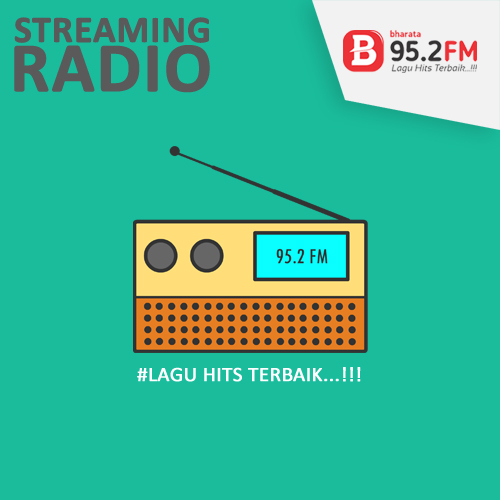 STREAMING
RADIO
B
bharata
95.2FM
Lagu Hits Terbaik...!!!
95.2 FM
#LAGU HITS TERBAIK...!!!